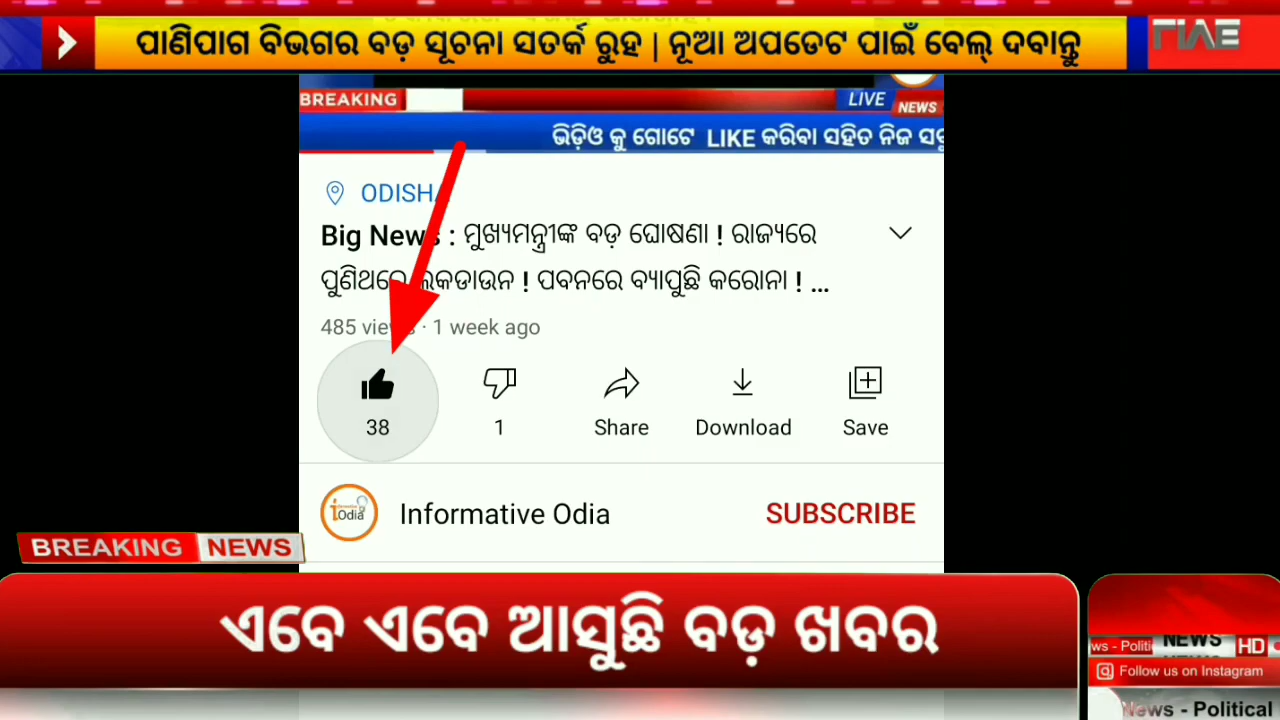 ପାଣିପାଗ ବିଭଗର ବଡ଼ ସୂଚନା ସତର୍କ ରୁହ | ନୂଆ ଅପଡେଟ ପାଇଁ ବେଲ୍ ଦବାନ୍ତୁ
BREAKING
LIVE
NEWS
ଭିଡ଼ିଓ କୁ ଗୋଟେ LIKE କରିବା ସହିତ ନିଜ
ODISHA
Big News : ମୁଖ୍ୟମନ୍ତ୍ରୀଙ୍କ ବଡ଼ ଘୋଷଣା ! ରାଜ୍ୟରେ
ପୁଣିଥରେ ଲକଡାଉନ ! ପବନରେ ବ୍ୟାପୁଛି କରୋନା ! ...
485 views · 1 week ago
38
1
Share
Download
Save
Odia
Informative Odia
SUBSCRIBE
BREAKING NEWS
ଏବେ ଏବେ ଆସୁଛି ବଡ଼ ଖବର
NEWS
HD
Follow us on Instagram
News - Political